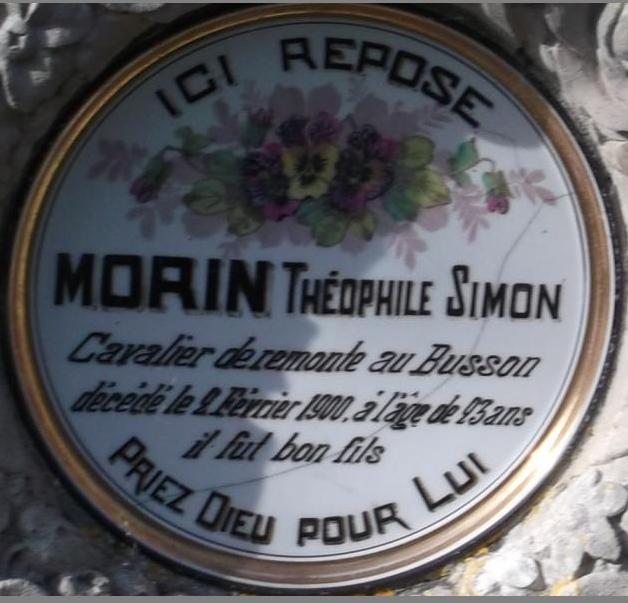 ICI REPOSE
MORIN THÉOPHILE SIMON
Cavalier de remonte au Busson
décédé le 2 Février 1900, à l'âge de 23 ans
il fut bon fils
PRIEZ DIEU POUR LUI